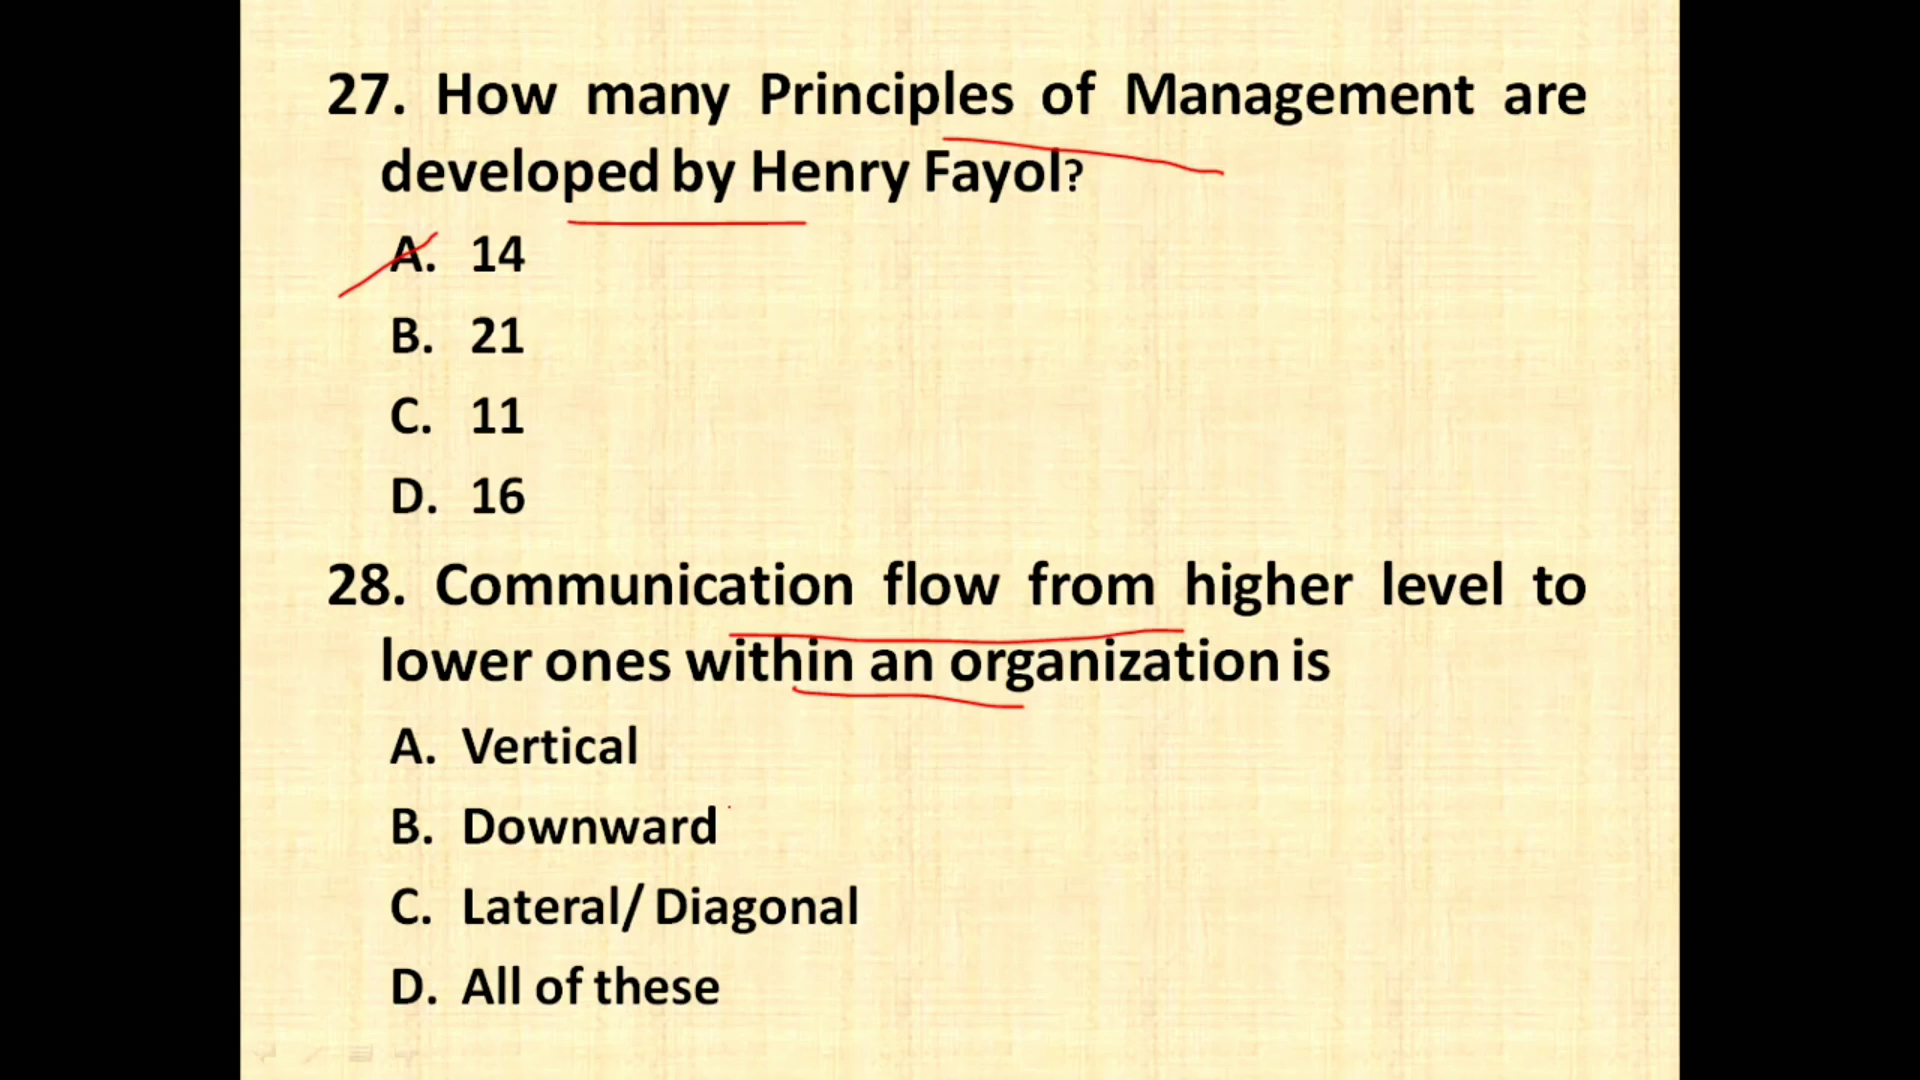 27. How many Principles of Management are
developed by Henry Fayol?
A. 14
B. 21
C. 11
D. 16
28. Communication flow from higher level to
lower ones within an organization is
A. Vertical
B. Downward
C. Lateral/ Diagonal
D. All of these